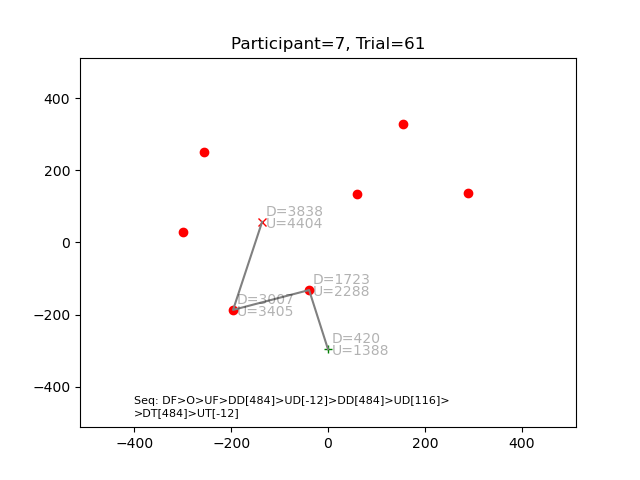 Participant=7, Trial=61
400
200
0
−200
−400
D=3838
U=4404
D=1723
U=2288
D=3007
U=3405
D=420
U=1388
Seq: DF>O>UF>DD[484]>UD[-12]>DD[484]>UD[116]>
>DT[484]>UT[-12]
−400
−200
0
200
400